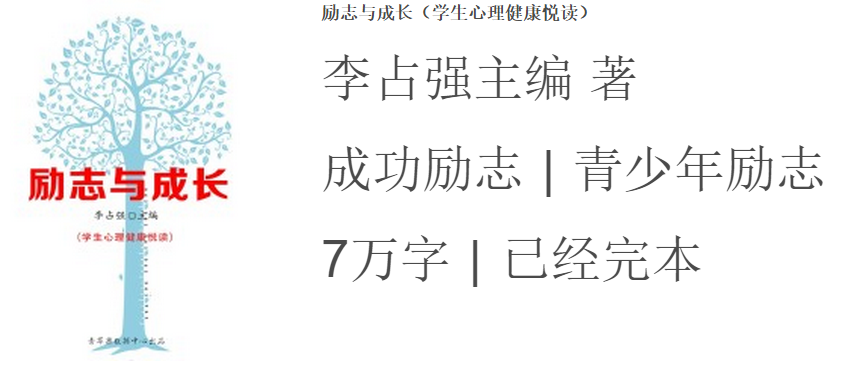 励志与成长（学生心理健康悦读）
李占强主编 著
成功励志 | 青少年励志
7万字 | 已经完本
励志与成长
李占强□主编
（学生心理健康悦读）